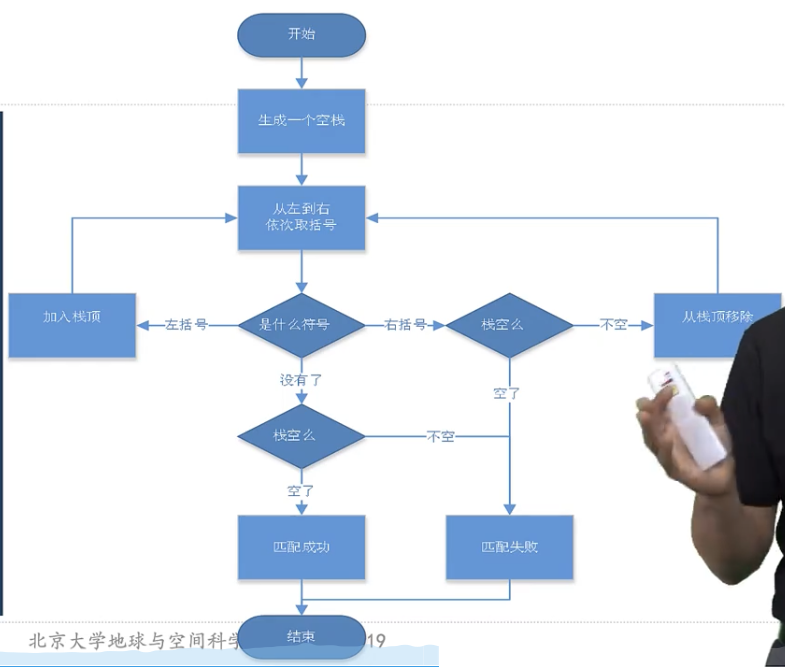 开始
生成一个空栈
从左到右
依次取括号
加入栈顶
左括号
是什么符号
右括号
栈空么
不空
从栈顶移除
没有了
空了
栈空么
不空
空了
匹配成功
匹配失败
结束
北京大学地球与空间科学
19